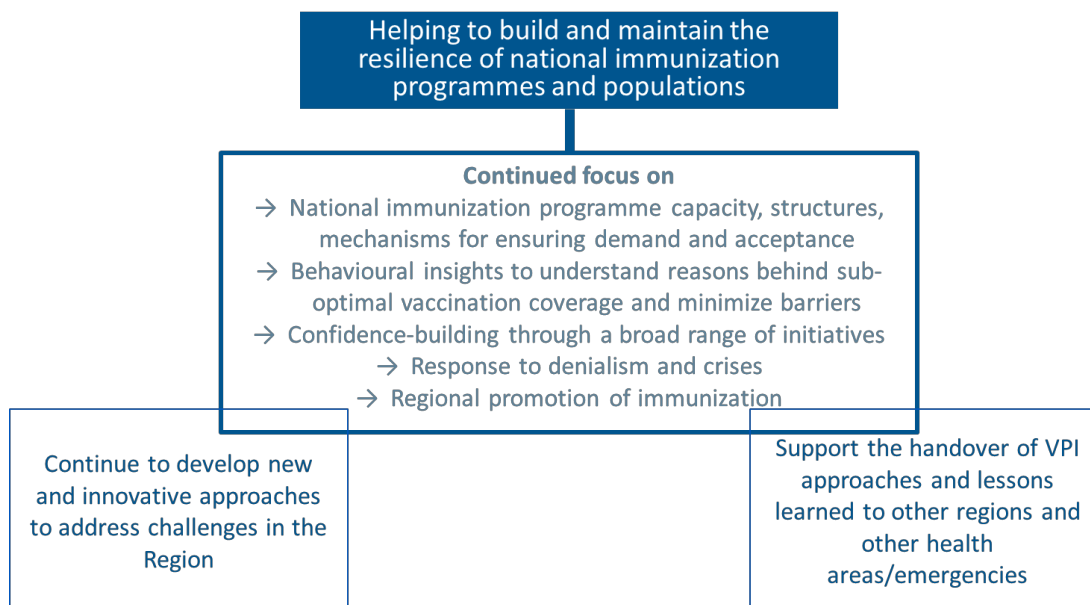 Helping to build and maintain the
resilience of national immunization
programmes and populations
Continued focus on
→ National immunization programme capacity, structures,
mechanisms for ensuring demand and acceptance
→ Behavioural insights to understand reasons behind sub-
optimal vaccination coverage and minimize barriers
→ Confidence-building through a broad range of initiatives
→ Response to denialism and crises
→ Regional promotion of immunization
Continue to develop new
and innovative approaches
to address challenges in the
Region
Support the handover of VPI
approaches and lessons
learned to other regions and
other health
areas/emergencies